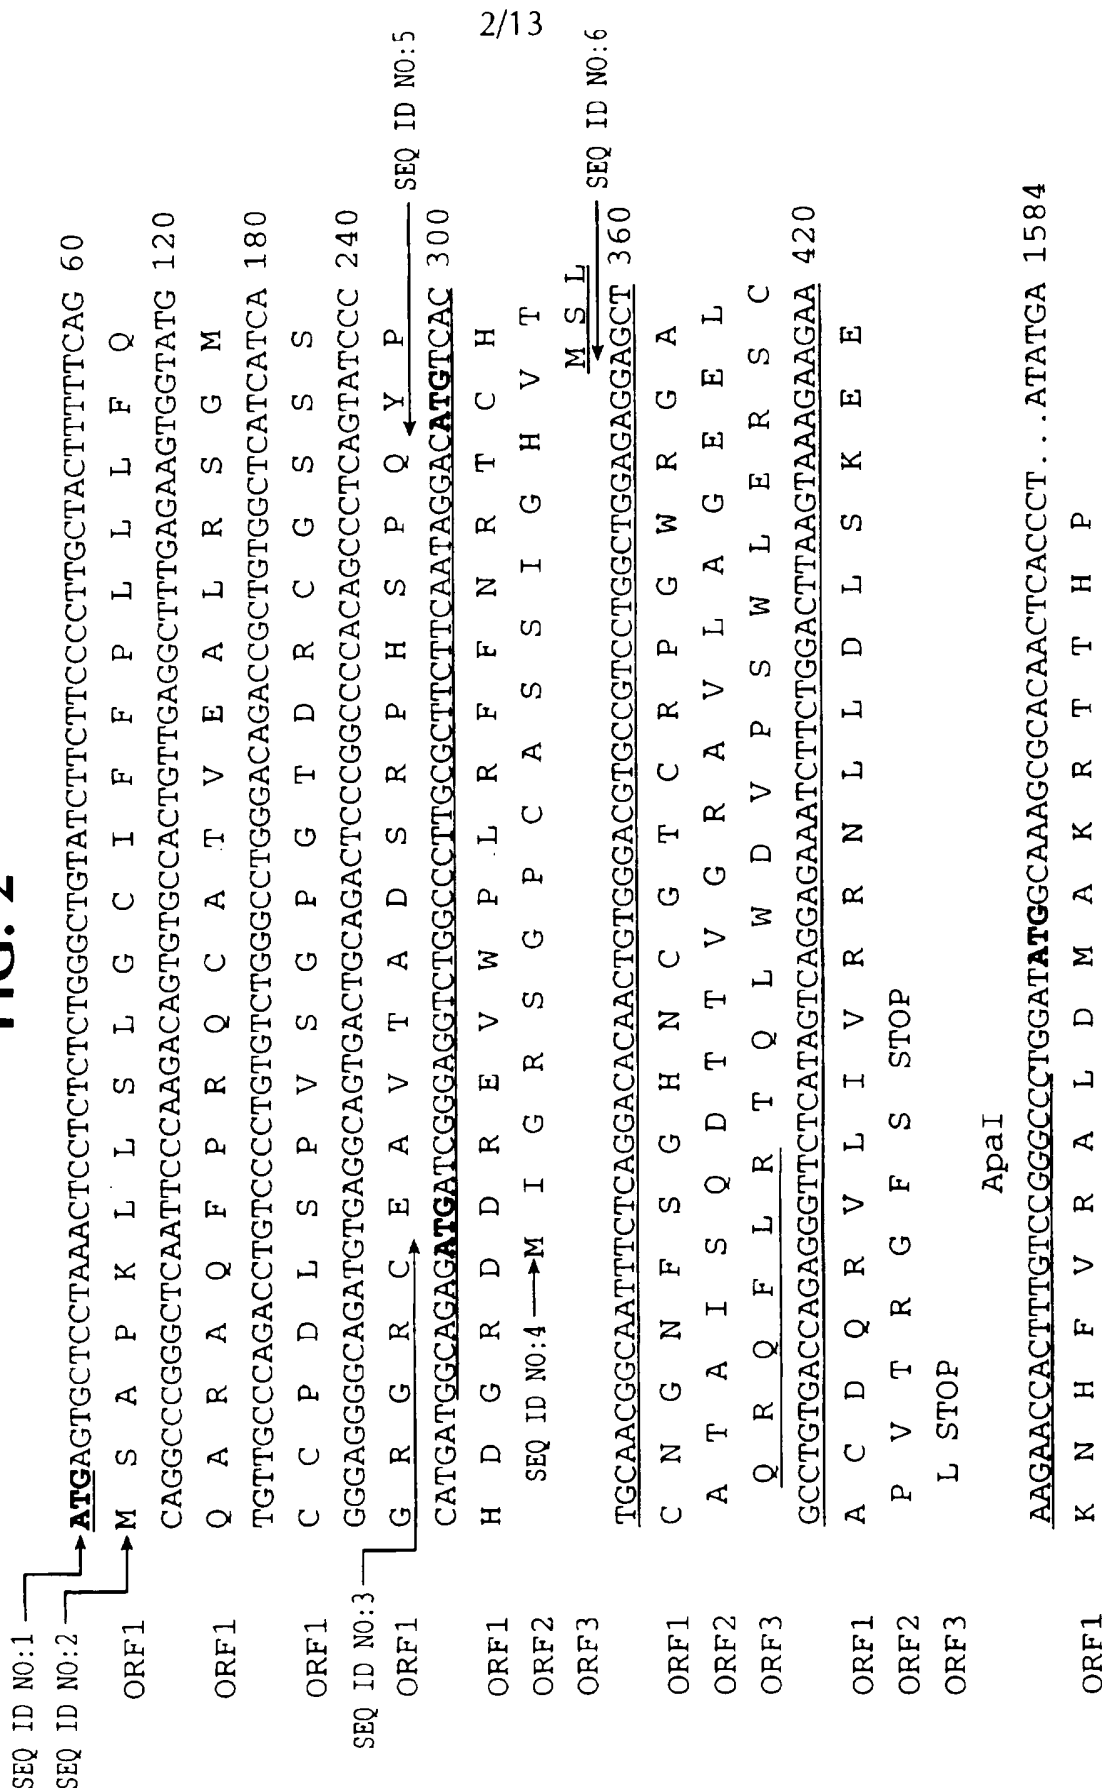 2/13
FIG. 2
SEQ ID NO:1
SEQ ID NO:2
ATGAGTGCTCCTAAACTCCTCTCTCTGGGCTGTATCTTCTTCCCCTTGCTACTTTTTCAG 60
ORF1 M S A P K L L S L G C I F F P L L L F Q
CAGGCCCGGGCTCAATTCCCAAGACAGTGTGCCACTGTTGAGGCTTTGAGAAGTGGTATG 120
ORF1 Q A R A Q F P R Q C A T V E A L R S G M
TGTTGCCCAGACCTGTCCCCTGTGTCTGGGCCTGGGACAGACCGCTGTGGCTCATCATCA 180
ORF1 C C P D L S P V S G P G T D R C G S S S
GGGAGGGGCAGATGTGAGGCAGTGACTGCAGACTCCCGGCCCCACAGCCCTCAGTATCCC 240
SEQ ID NO:3
ORF1 G R G R C E A V T A D S R P H S P Q Y P
SEQ ID NO:5
CATGATGGCAGAGATGATCGGGAGGTCTGGCCCTTGCGCTTCTTCAATAGGACATGTCAC 300
ORF1 H D G R D D R E V W P L R F F N R T C H
ORF2 SEQ ID NO:4 M I G R S G P C A S S I G H V T
ORF3 M S L
SEQ ID NO:6
TGCAACGGCAATTTCTCAGGACACAACTGTGGGACGTGCCGTCCTGGCTGGAGAGGAGCT 360
ORF1 C N G N F S G H N C G T C R P G W R G A
ORF2 A T A I S Q D T T V G R A V L A G E E L
ORF3 Q R Q F L R T Q L W D V P S W L E R S C
GCCTGTGACCAGAGGGTTCTCATAGTCAGGAGAAATCTTCTGGACTTAAGTAAAGAAGAA 420
ORF1 A C D Q R V L I V R R N L L D L S K E E
ORF2 P V T R G F S STOP
ORF3 L STOP
ApaI
AAGAACCACTTTGTCCGGGCCCTGGATATGGCAAAGCGCACAACTCACCCT...ATATGA 1584
ORF1 K N H F V R A L D M A K R T T H P